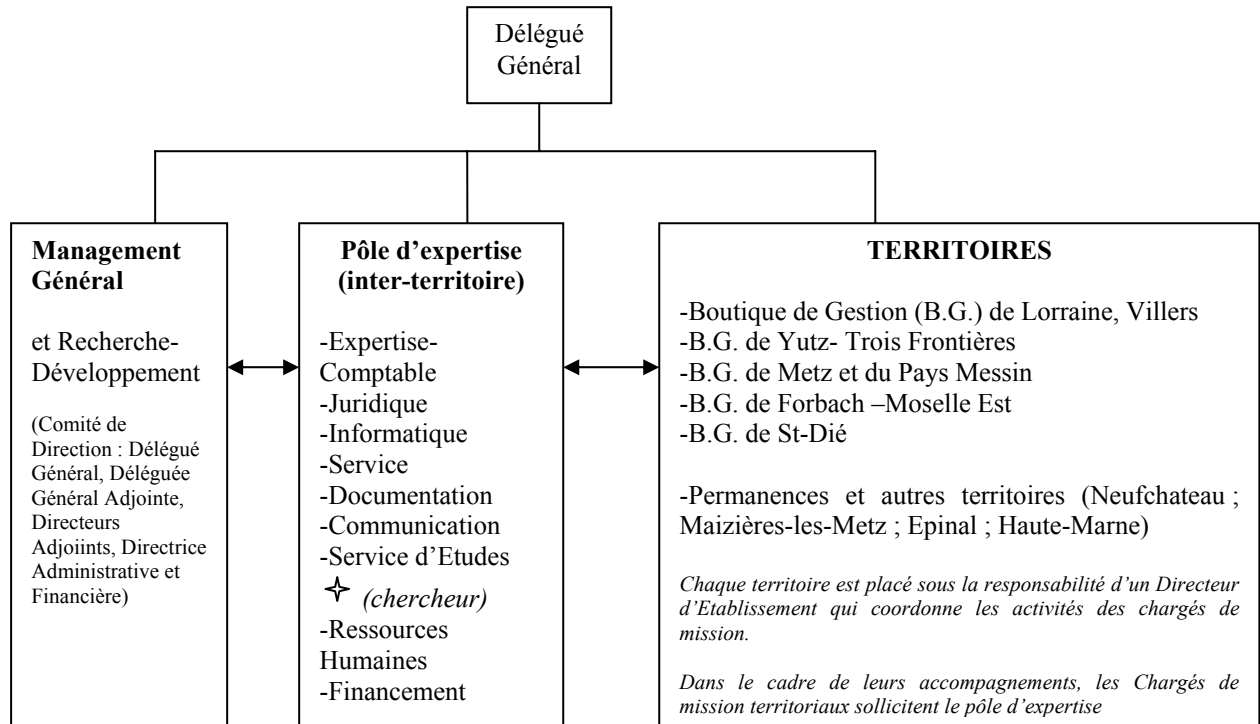 Délégué
Général
Management
Général
et Recherche-
Développement
(Comité de
Direction : Délégué
Général, Déléguée
Général Adjointe,
Directeurs
Adjoiints, Directrice
Administrative et
Financière)
Pôle d’expertise
(inter-territoire)
-Expertise-
Comptable
-Juridique
-Informatique
-Service
-Documentation
-Communication
-Service d’Etudes
(chercheur)
-Ressources
Humaines
-Financement
TERRITOIRES
-Boutique de Gestion (B.G.) de Lorraine, Villers
-B.G. de Yutz- Trois Frontières
-B.G. de Metz et du Pays Messin
-B.G. de Forbach –Moselle Est
-B.G. de St-Dié
-Permanences et autres territoires (Neufchateau ;
Maizières-les-Metz ; Epinal ; Haute-Marne)
Chaque territoire est placé sous la responsabilité d’un Directeur
d’Etablissement qui coordonne les activités des chargés de
mission.
Dans le cadre de leurs accompagnements, les Chargés de
mission territoriaux sollicitent le pôle d’expertise